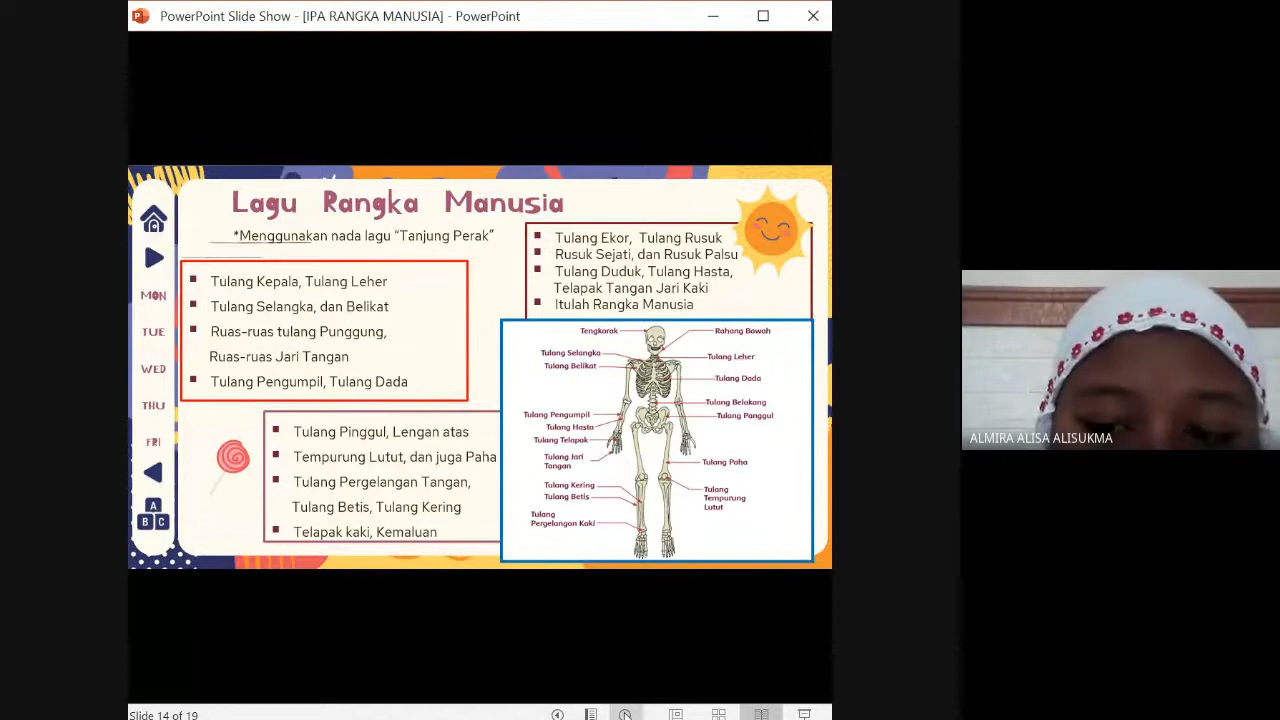 PowerPoint Slide Show - [IPA RANGKA MANUSIA] - PowerPoint
Lagu Rangka Manusia
*Menggunakan nada lagu “Tanjung Perak”
MON
TUE
WED
THU
FRI
A
B C
▪ Tulang Kepala, Tulang Leher
▪ Tulang Selangka, dan Belikat
▪ Ruas-ruas tulang Punggung,
Ruas-ruas Jari Tangan
▪ Tulang Pengumpil, Tulang Dada
▪ Tulang Pinggul, Lengan atas
▪ Tempurung Lutut, dan juga Paha
▪ Tulang Pergelangan Tangan,
Tulang Betis, Tulang Kering
▪ Telapak kaki, Kemaluan
▪ Tulang Ekor, Tulang Rusuk
▪ Rusuk Sejati, dan Rusuk Palsu
▪ Tulang Duduk, Tulang Hasta,
Telapak Tangan Jari Kaki
▪ Itulah Rangka Manusia
Tengkorak
Tulang Selangka
Tulang Belikat
Tulang Pengumpil
Tulang Hasta
Tulang Telapak
Tulang Jari
Tangan
Tulang Kering
Tulang Betis
Tulang
Pergelangan Kaki
Rahang Bawah
Tulang Leher
Tulang Dada
Tulang Belakang
Tulang Panggul
Tulang Paha
Tulang
Tempurung
Lutut
ALMIRA ALISA ALISUKMA
Slide 14 of 19